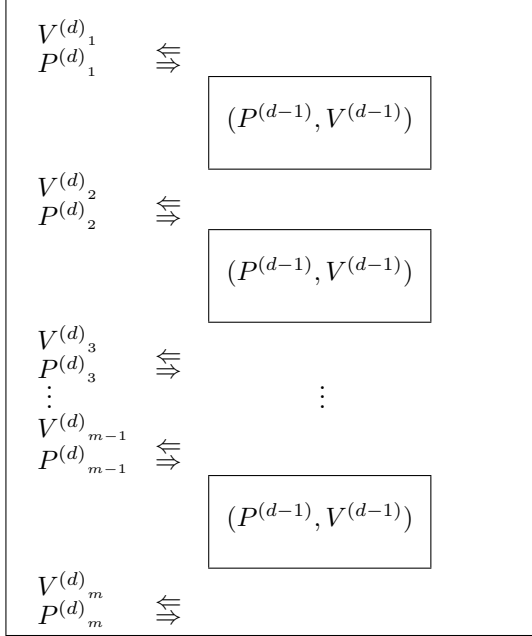 V^{(d)}_1 ⇐
P^{(d)}_1 ⇒
(P^{(d−1)}, V^{(d−1)})
V^{(d)}_2 ⇐
P^{(d)}_2 ⇒
(P^{(d−1)}, V^{(d−1)})
V^{(d)}_3 ⇐
P^{(d)}_3 ⇒
⋮ ⋮
V^{(d)}_{m−1} ⇐
P^{(d)}_{m−1} ⇒
(P^{(d−1)}, V^{(d−1)})
V^{(d)}_m ⇐
P^{(d)}_m ⇒